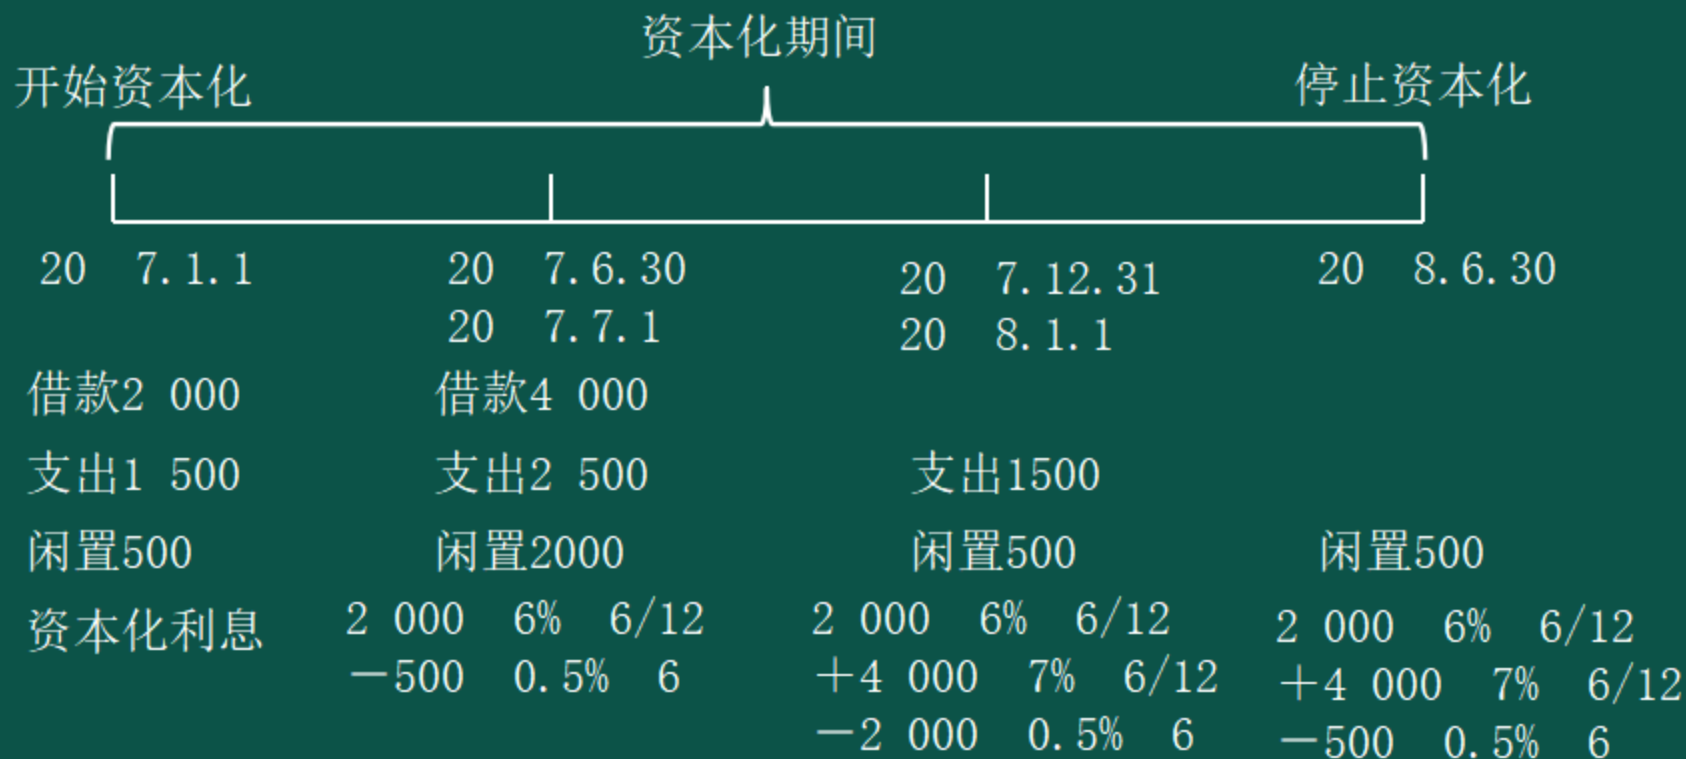 资本化期间
开始资本化 停止资本化
20 7.1.1 20 7.6.30 20 7.12.31 20 8.6.30
20 7.7.1 20 8.1.1
借款2 000 借款4 000
支出1 500 支出2 500 支出1500
闲置500 闲置2000 闲置500 闲置500
资本化利息 2 000 6% 6/12 2 000 6% 6/12 2 000 6% 6/12
－500 0.5% 6 ＋4 000 7% 6/12 ＋4 000 7% 6/12
－2 000 0.5% 6 －500 0.5% 6